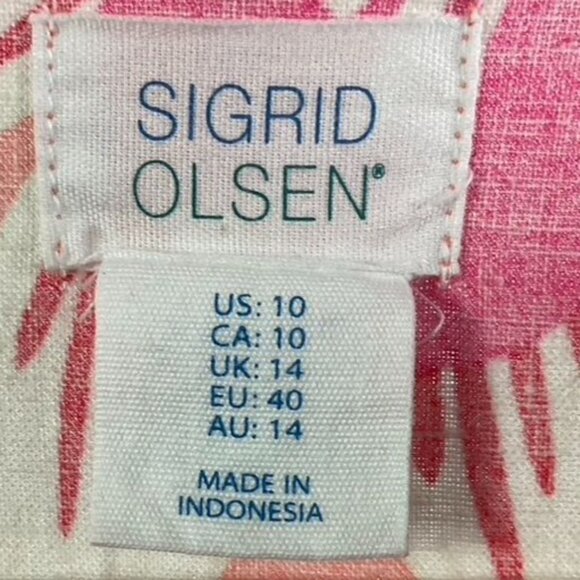 SIGRID
OLSEN®
US: 10
CA: 10
UK: 14
EU: 40
AU: 14
MADE IN
INDONESIA